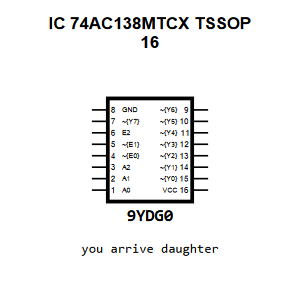 IC 74AC138MTCX TSSOP
16
8 GND ~{Y6} 9
7 ~{Y7} ~{Y5} 10
6 E2 ~{Y4} 11
5 ~{E1} ~{Y3} 12
4 ~{E0} ~{Y2} 13
3 A2 ~{Y1} 14
2 A1 ~{Y0} 15
1 A0 VCC 16
9YDG0
you arrive daughter